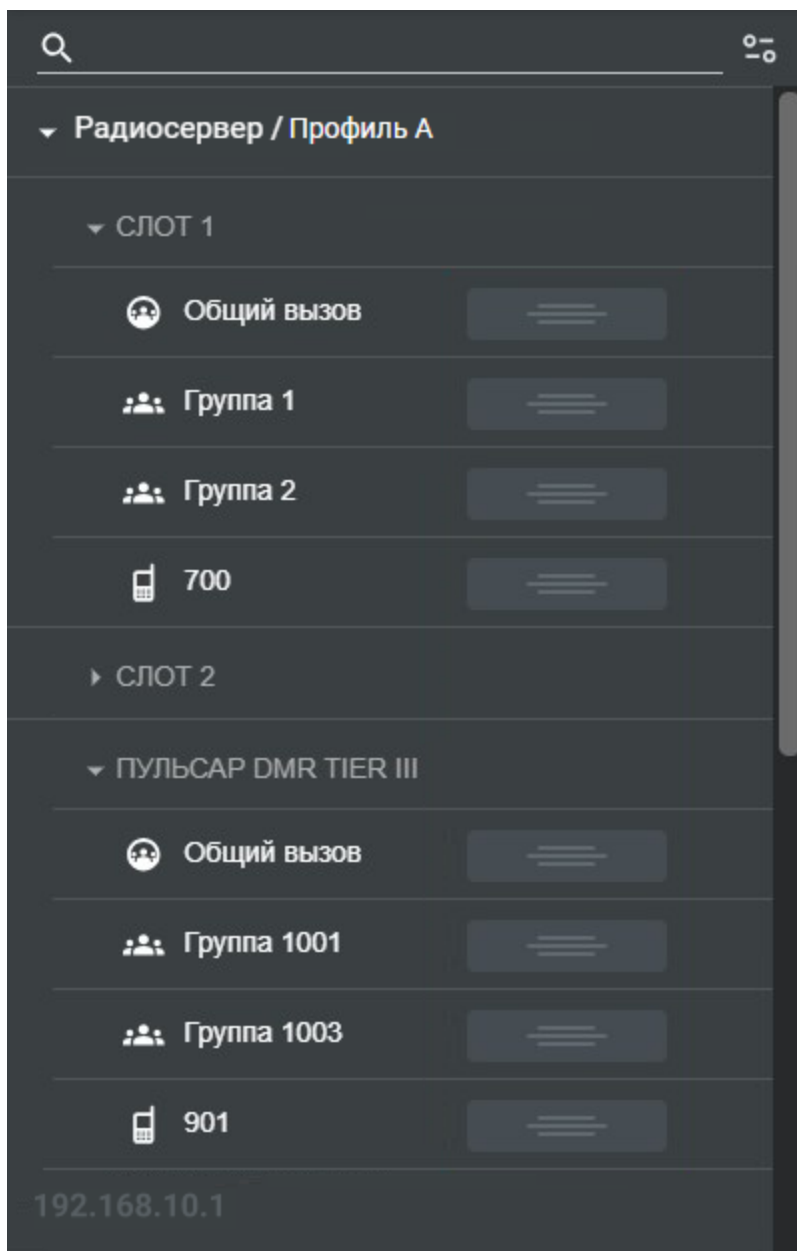 Радиосервер / Профиль А
СЛОТ 1
Общий вызов
Группа 1
Группа 2
700
СЛОТ 2
ПУЛЬСАР DMR TIER III
Общий вызов
Группа 1001
Группа 1003
901
192.168.10.1